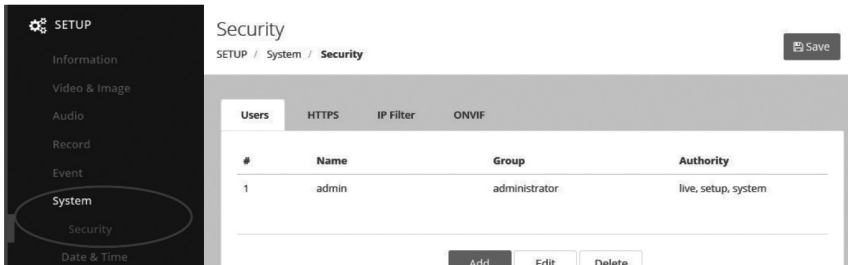 SETUP
Information
Video & Image
Audio
Record
Event
System
Security
Date & Time
Security
SETUP / System / Security
Save
Users HTTPS IP Filter ONVIF
# Name Group Authority
1 admin administrator live, setup, system
Add Edit Delete